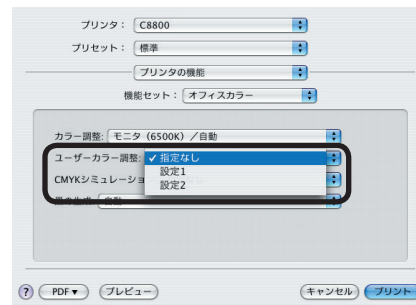 プリンタ： C8800
プリセット： 標準
プリンタの機能
機能セット： オフィスカラー
カラー調整: モニタ（6500K）／自動
ユーザーカラー調整: ✓ 指定なし
設定1
CMYKシミュレーショ
設定2
自動
? PDF▼ プレビュー キャンセル プリント